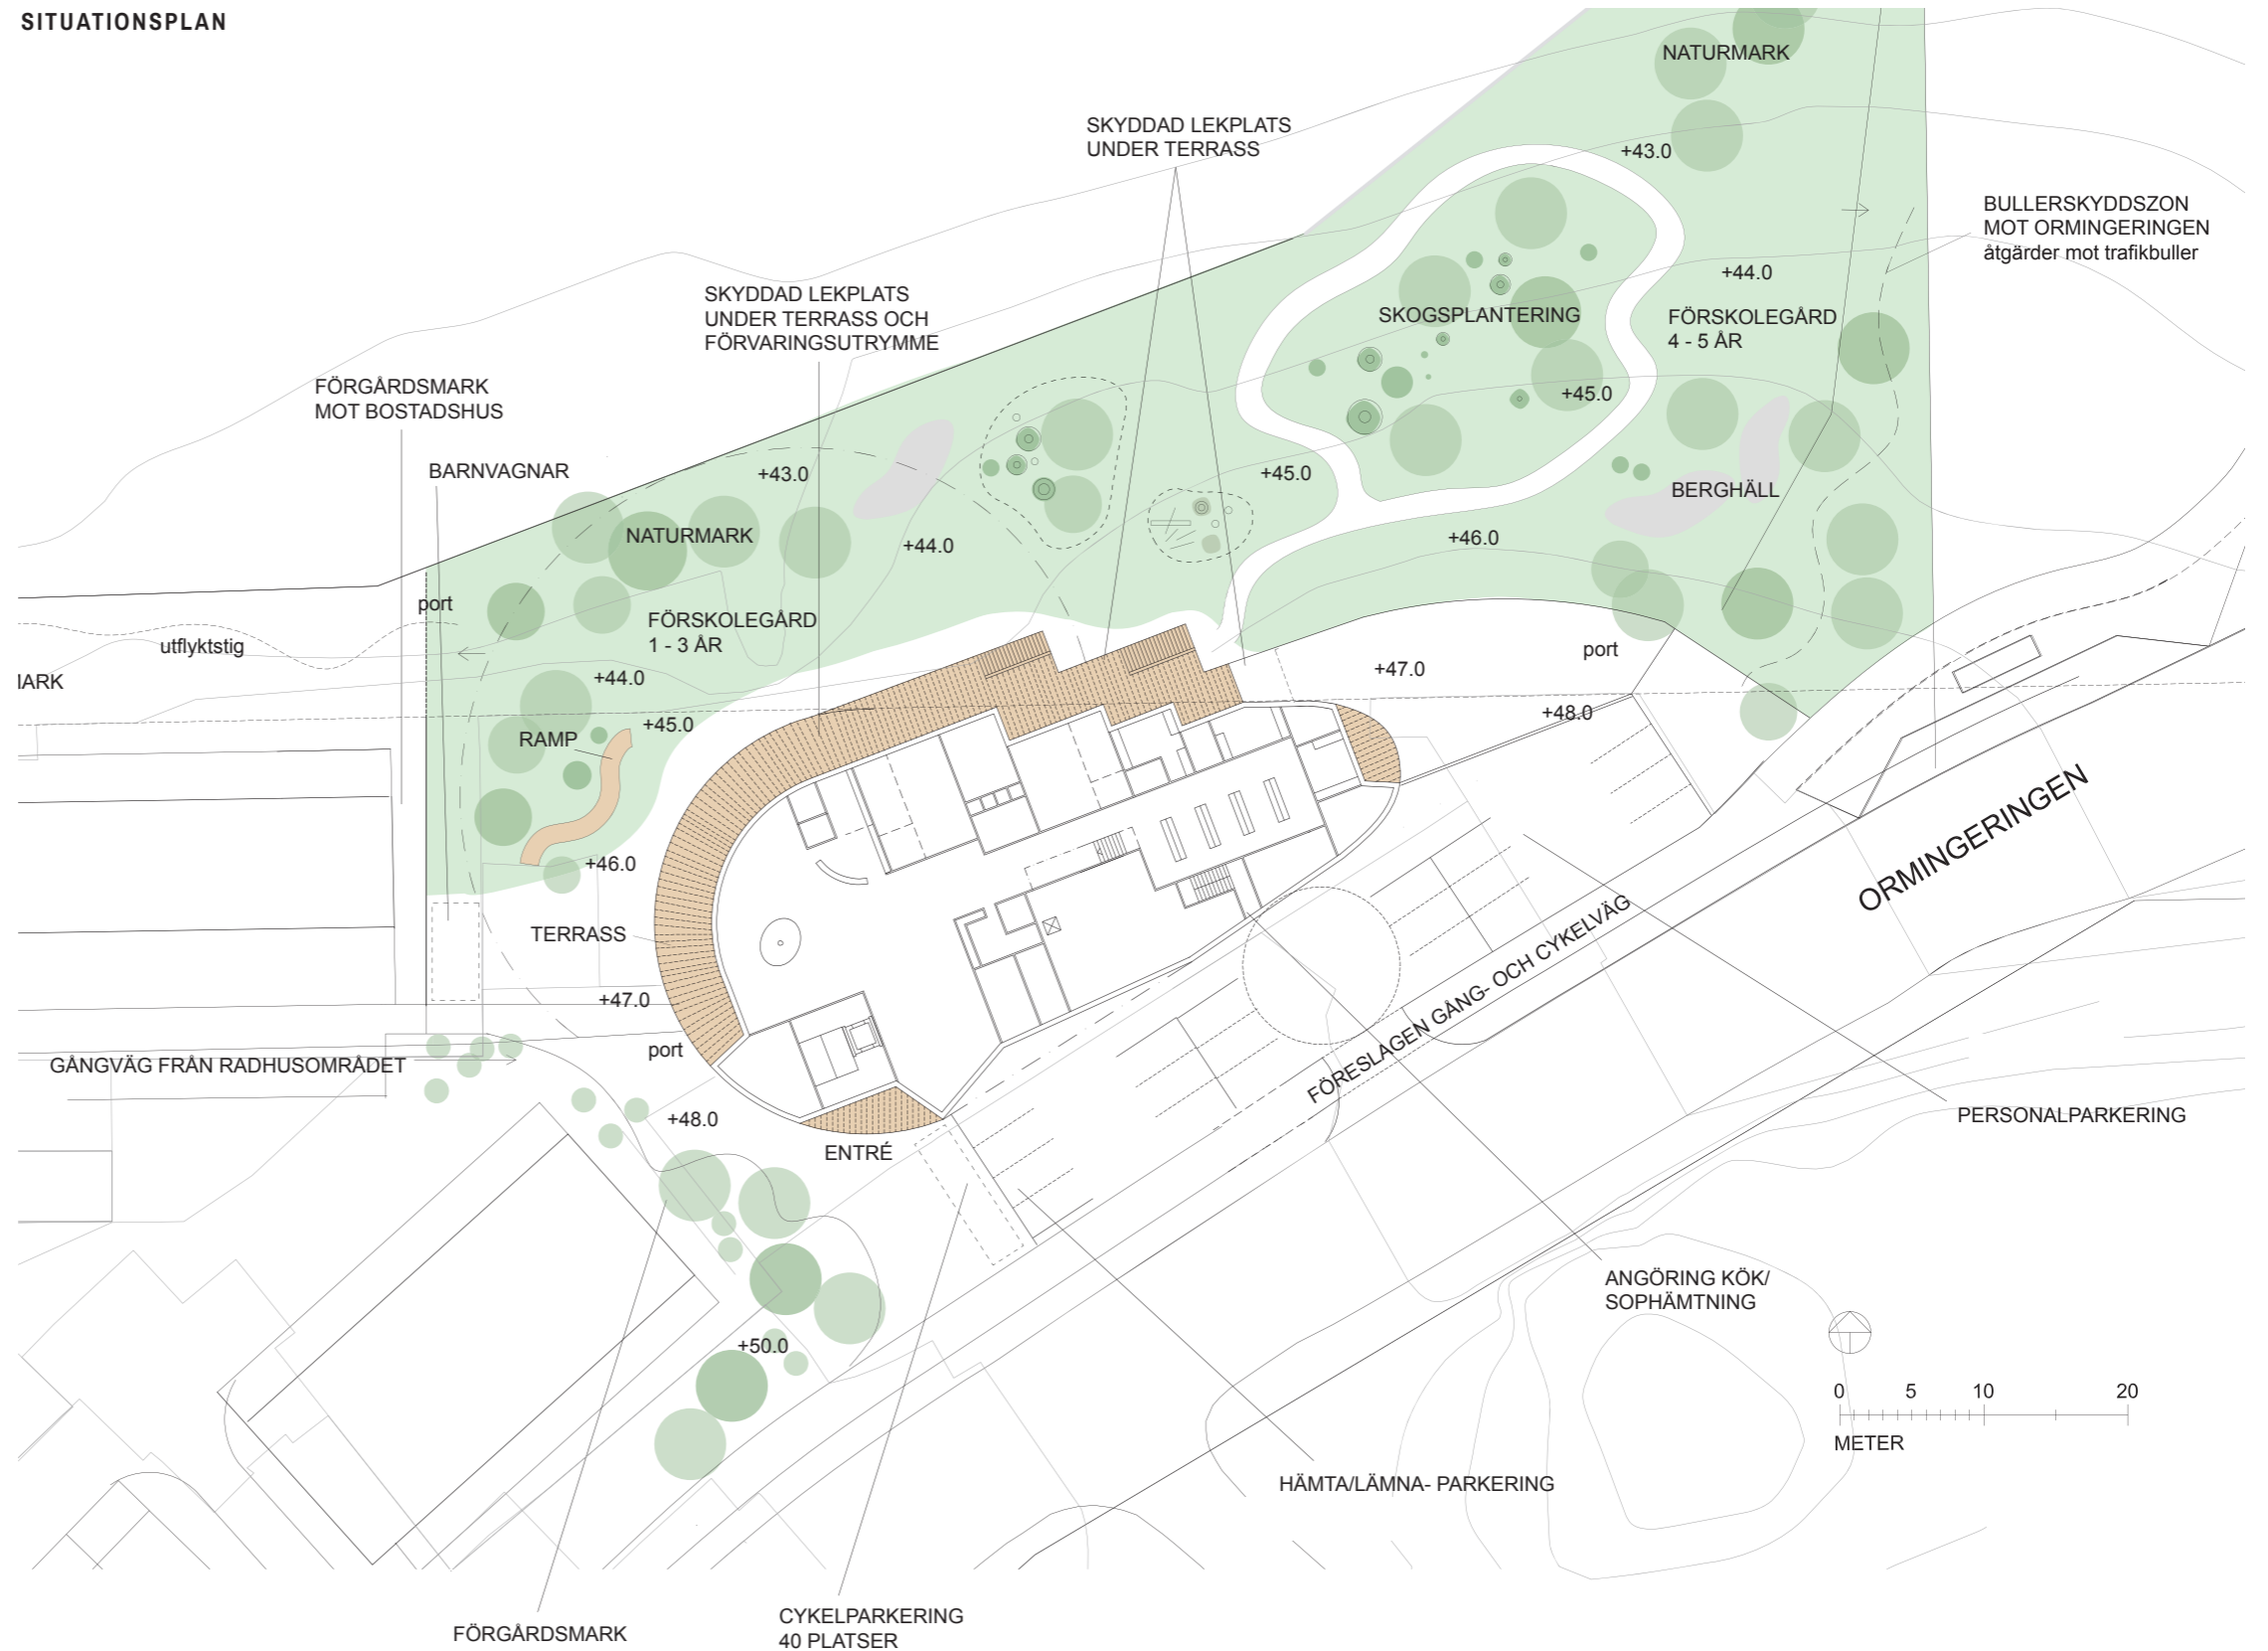 SITUATIONSPLAN
NATURMARK
SKYDDAD LEKPLATS
UNDER TERRASS
+43.0
BULLERSKYDDSZON
MOT ORMINGERINGEN
åtgärder mot trafikbuller
+44.0
SKYDDAD LEKPLATS
UNDER TERRASS OCH
FÖRVARINGSUTRYMME
SKOGSPLANTERING
FÖRSKOLEGÅRD
4 - 5 ÅR
FÖRGÅRDSMARK
MOT BOSTADSHUS
+45.0
BARNVAGNAR
+43.0
+45.0
BERGHÄLL
NATURMARK
+44.0
+46.0
port
FÖRSKOLEGÅRD
1 - 3 ÅR
utflyktstig
port
+47.0
IARK
+44.0
+48.0
+45.0
RAMP
ORMINGERINGEN
+46.0
TERRASS
FÖRESLAGEN GÅNG- OCH CYKELVÄG
+47.0
port
GÅNGVÄG FRÅN RADHUSOMRÅDET
+48.0
PERSONALPARKERING
ENTRÉ
ANGÖRING KÖK/
SOPHÄMTNING
+50.0
0 5 10 20
METER
HÄMTA/LÄMNA- PARKERING
FÖRGÅRDSMARK
CYKELPARKERING
40 PLATSER